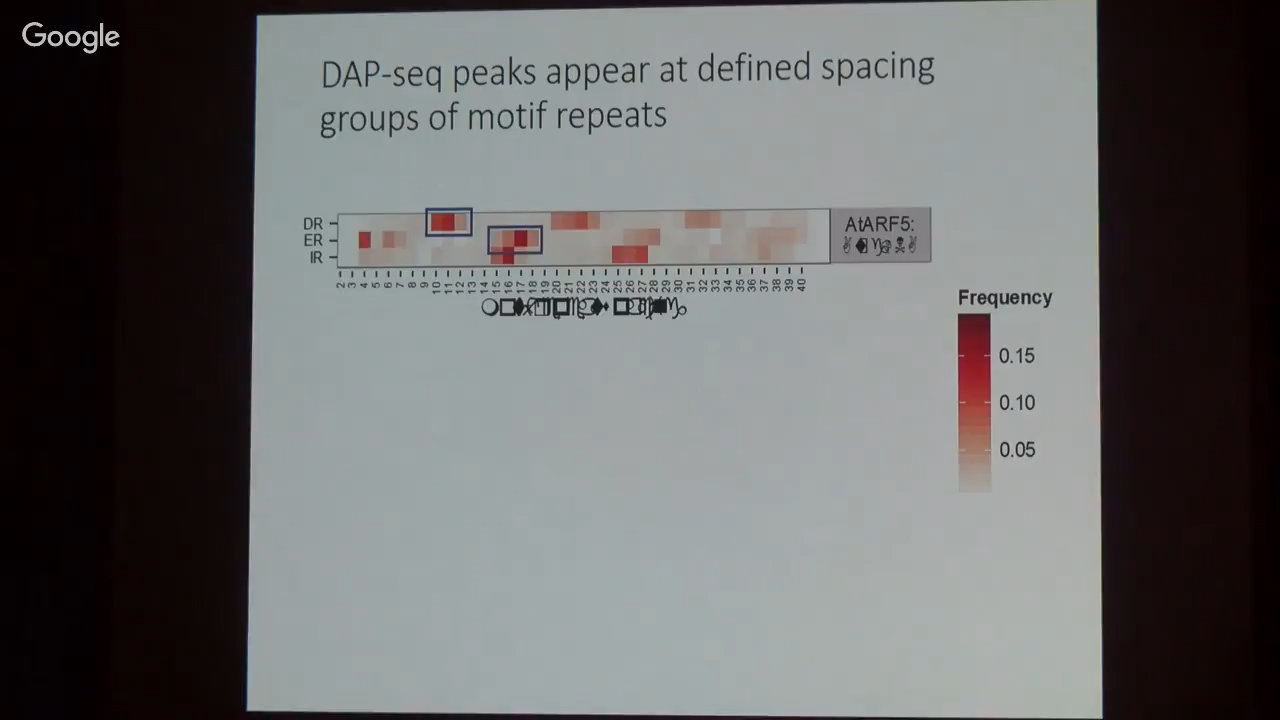 Google
DAP-seq peaks appear at defined spacing
groups of motif repeats
DR
ER
IR
AtARF5:
2 3 4 5 6 7 8 9 10 11 12 13 14 15 16 17 18 19 20 21 22 23 24 25 26 27 28 29 30 31 32 33 34 35 36 37 38 39 40
Frequency
0.15
0.10
0.05